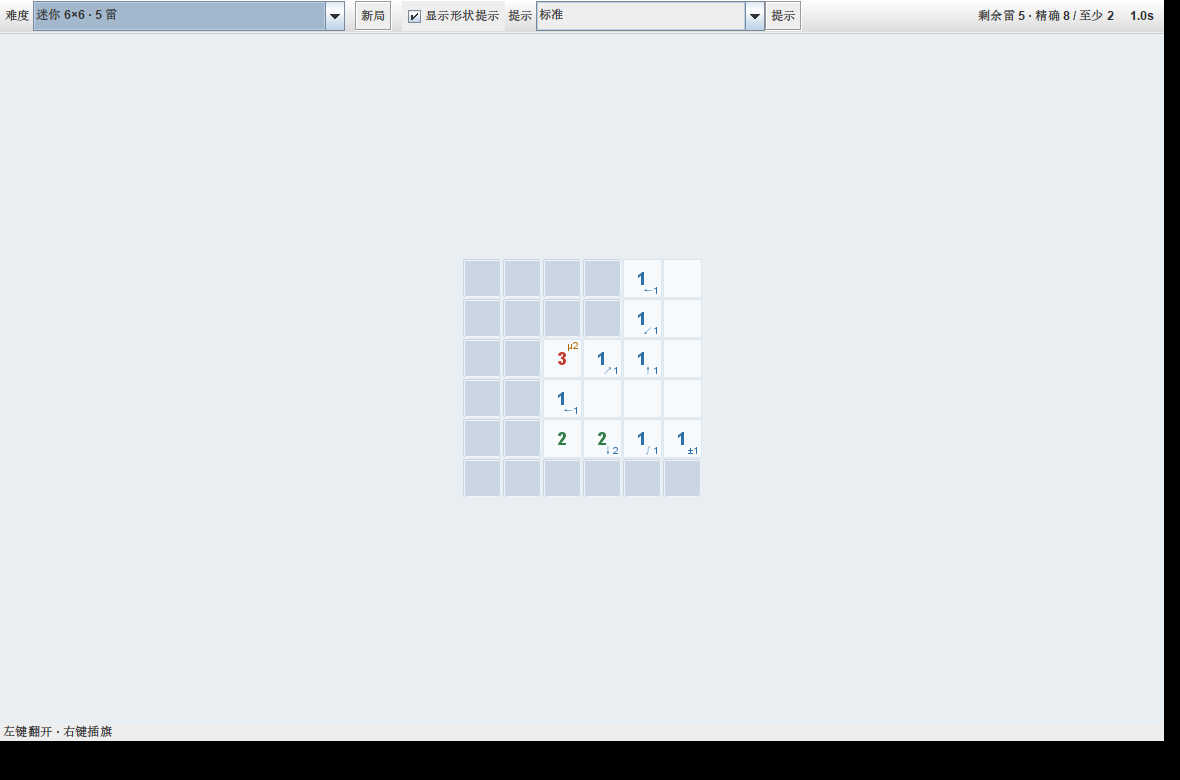 难度 迷你 6×6 · 5 雷 新局 显示形状提示 提示 标准 提示 剩余雷 5 · 精确 8 / 至少 2 1.0s
1 ←1
1 ↙1
3 μ2 1 ↗1 1 ↑1
1 ←1
2 2 ↓2 1 /1 1 ±1
左键翻开 · 右键插旗